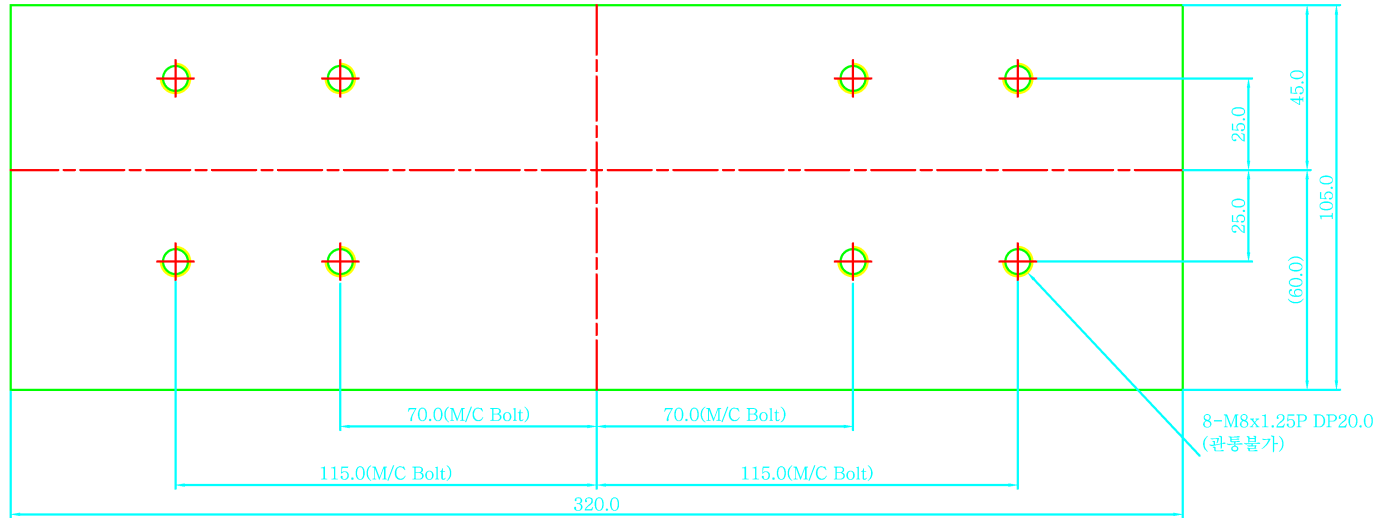 45.0
25.0
105.0
25.0
(60.0)
70.0(M/C Bolt)
70.0(M/C Bolt)
8-M8x1.25P DP20.0
(관통불가)
115.0(M/C Bolt)
115.0(M/C Bolt)
320.0